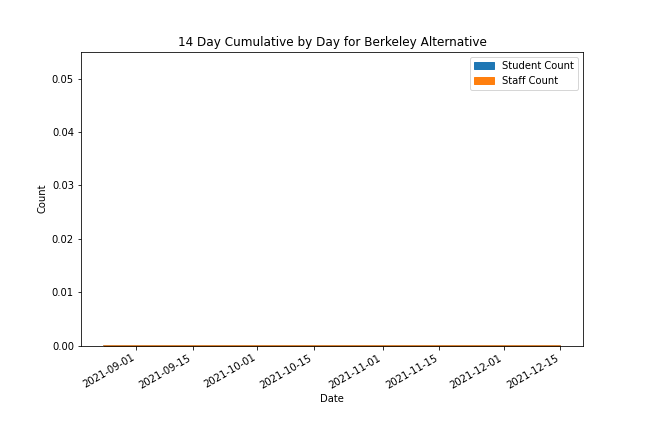 14 Day Cumulative by Day for Berkeley Alternative
Student Count
Staff Count
0.05
0.04
0.03
0.02
0.01
0.00
Count
2021-09-01
2021-09-15
2021-10-01
2021-10-15
2021-11-01
2021-11-15
2021-12-01
2021-12-15
Date